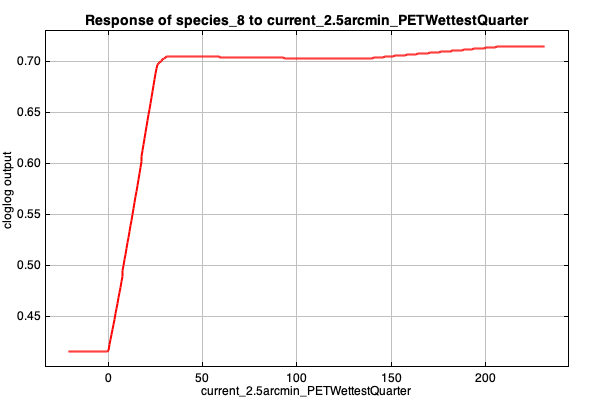 Response of species_8 to current_2.5arcmin_PETWettestQuarter
0.70
0.65
0.60
0.55
0.50
0.45
cloglog output
0 50 100 150 200
current_2.5arcmin_PETWettestQuarter